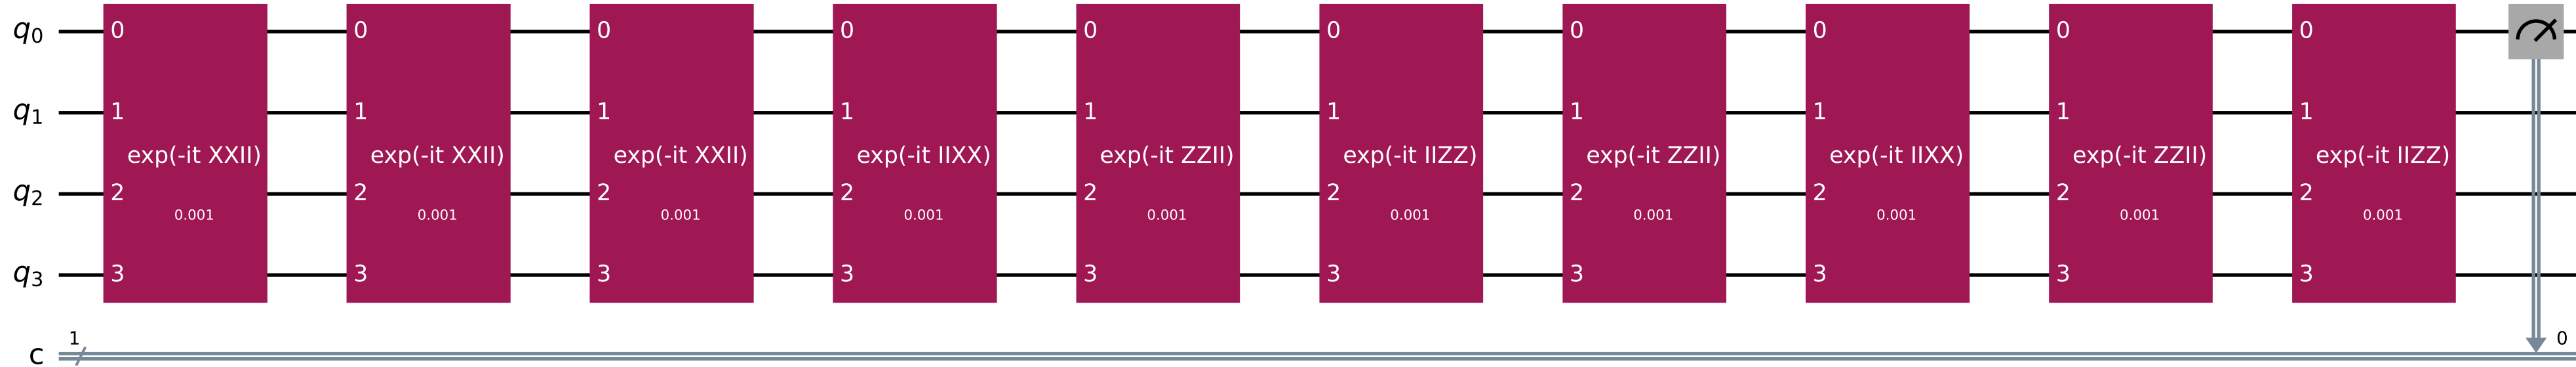 q0 0 0 0 0 0 0 0 0 0 0
q1 1 1 1 1 1 1 1 1 1 1
exp(-it XXII) exp(-it XXII) exp(-it XXII) exp(-it IIXX) exp(-it ZZII) exp(-it IIZZ) exp(-it ZZII) exp(-it IIXX) exp(-it ZZII) exp(-it IIZZ)
q2 2 2 2 2 2 2 2 2 2 2
0.001 0.001 0.001 0.001 0.001 0.001 0.001 0.001 0.001 0.001
q3 3 3 3 3 3 3 3 3 3 3
1 0
c